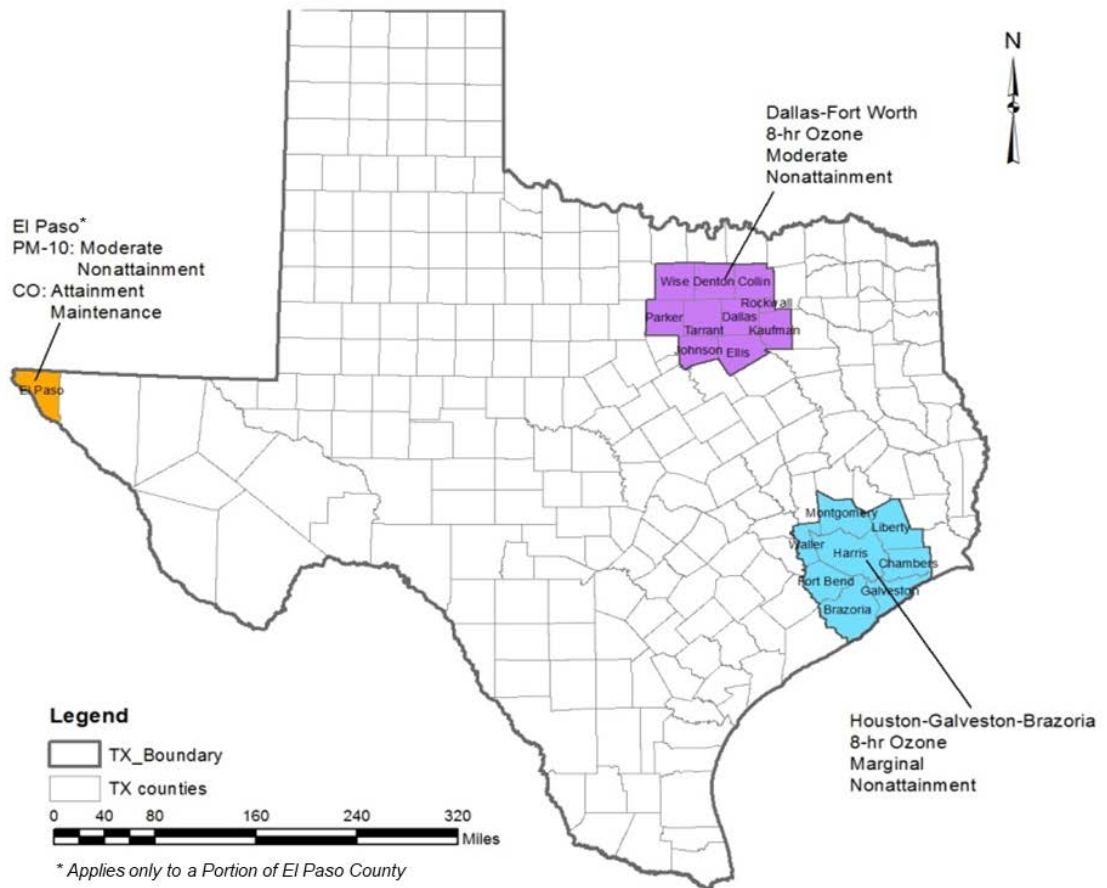 N
Dallas-Fort Worth
8-hr Ozone
Moderate
Nonattainment
El Paso*
PM-10: Moderate
Nonattainment
CO: Attainment
Maintenance
Wise Denton Collin
Rockwall
Parker
Dallas
Tarrant
Kaufman
Johnson
Ellis
El Paso
Montgomery
Liberty
Waller
Harris
Chambers
Fort Bend
Galveston
Brazoria
Houston-Galveston-Brazoria
8-hr Ozone
Marginal
Nonattainment
Legend
TX_Boundary
TX counties
0 40 80 160 240 320
Miles
* Applies only to a Portion of El Paso County